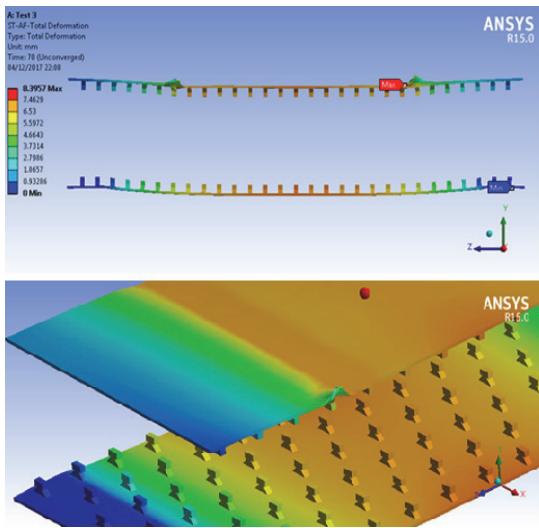 A: Test 3
ST-AF-Total Deformation
Type: Total Deformation
Unit: mm
Time: 70 (Unconverged)
04/12/2017 22:08
8.3957 Max
7.4629
6.53
5.5972
4.6643
3.7314
2.7986
1.8657
0.93286
0 Min
ANSYS
R15.0
Max
Min
Y
Z
ANSYS
R15.0
X